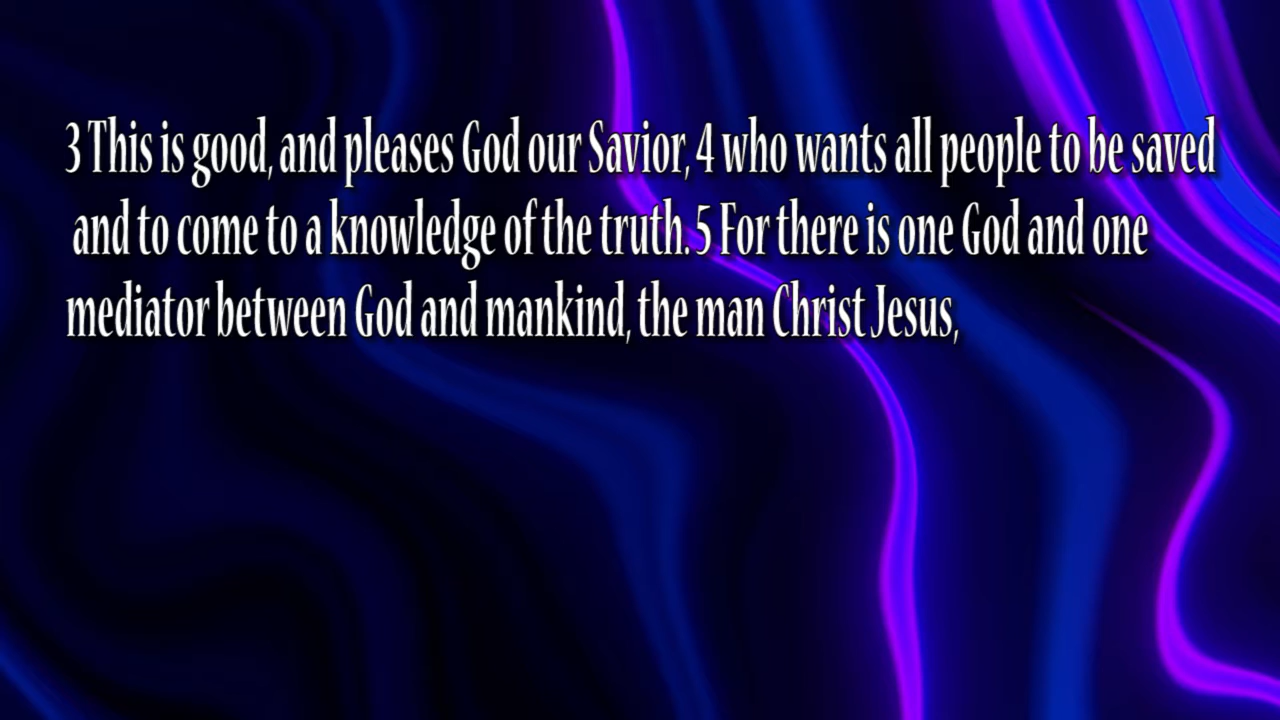 3 This is good, and pleases God our Savior, 4 who wants all people to be saved
and to come to a knowledge of the truth. 5 For there is one God and one
mediator between God and mankind, the man Christ Jesus,